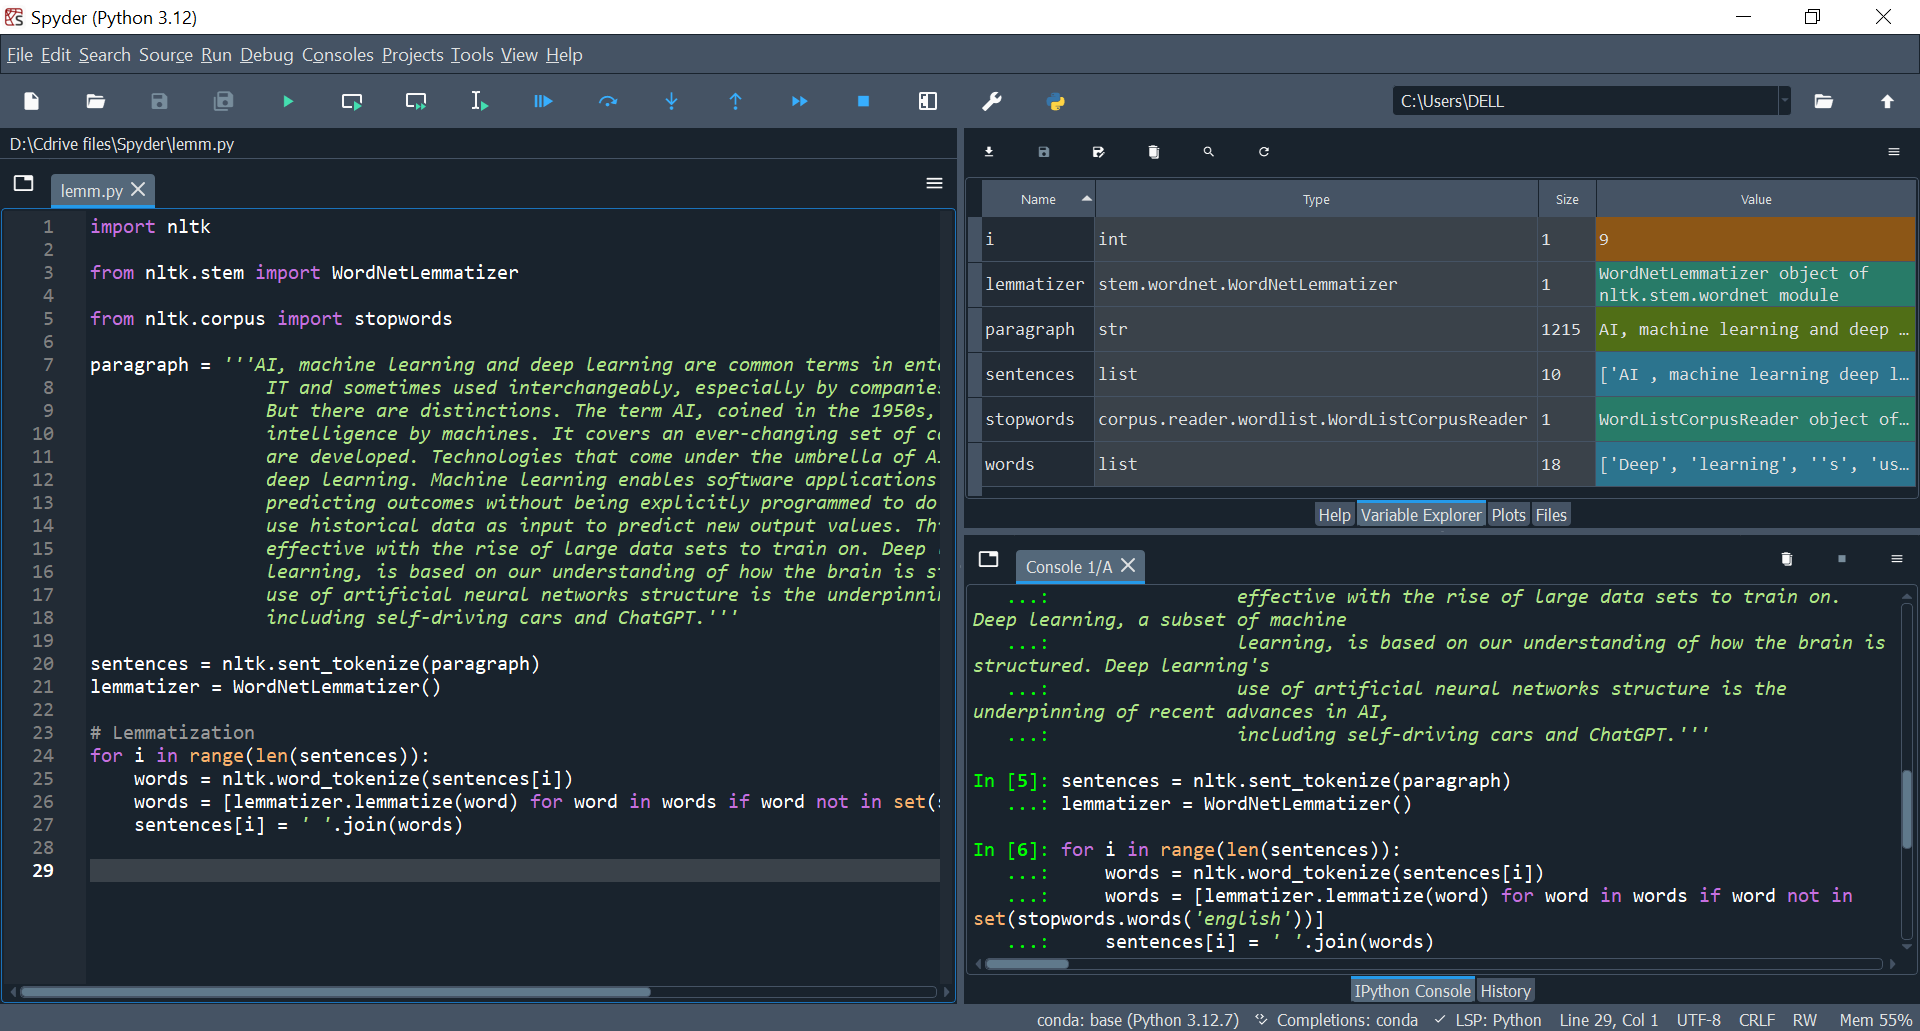 Spyder (Python 3.12)
File Edit Search Source Run Debug Consoles Projects Tools View Help
C:\Users\DELL
D:\Cdrive files\Spyder\lemm.py
lemm.py
1 import nltk
2
3 from nltk.stem import WordNetLemmatizer
4
5 from nltk.corpus import stopwords
6
7 paragraph = '''AI, machine learning and deep learning are common terms in ent
8 IT and sometimes used interchangeably, especially by companies
9 But there are distinctions. The term AI, coined in the 1950s,
10 intelligence by machines. It covers an ever-changing set of c
11 are developed. Technologies that come under the umbrella of A
12 deep learning. Machine learning enables software applications
13 predicting outcomes without being explicitly programmed to do
14 use historical data as input to predict new output values. Th
15 effective with the rise of large data sets to train on. Deep
16 learning, is based on our understanding of how the brain is s
17 use of artificial neural networks structure is the underpinni
18 including self-driving cars and ChatGPT.'''
19
20 sentences = nltk.sent_tokenize(paragraph)
21 lemmatizer = WordNetLemmatizer()
22
23 # Lemmatization
24 for i in range(len(sentences)):
25 words = nltk.word_tokenize(sentences[i])
26 words = [lemmatizer.lemmatize(word) for word in words if word not in set(
27 sentences[i] = ' '.join(words)
28
29
Name Type Size Value
i int 1 9
lemmatizer stem.wordnet.WordNetLemmatizer 1 WordNetLemmatizer object of
nltk.stem.wordnet module
paragraph str 1215 AI, machine learning and deep …
sentences list 10 ['AI , machine learning deep l…
stopwords corpus.reader.wordlist.WordListCorpusReader 1 WordListCorpusReader object of…
words list 18 ['Deep', 'learning', ''s', 'us…
Help Variable Explorer Plots Files
Console 1/A
...: effective with the rise of large data sets to train on.
Deep learning, a subset of machine
...: learning, is based on our understanding of how the brain is
structured. Deep learning's
...: use of artificial neural networks structure is the
underpinning of recent advances in AI,
...: including self-driving cars and ChatGPT.'''
In [5]: sentences = nltk.sent_tokenize(paragraph)
...: lemmatizer = WordNetLemmatizer()
In [6]: for i in range(len(sentences)):
...: words = nltk.word_tokenize(sentences[i])
...: words = [lemmatizer.lemmatize(word) for word in words if word not in
set(stopwords.words('english'))]
...: sentences[i] = ' '.join(words)
IPython Console History
conda: base (Python 3.12.7) Completions: conda LSP: Python Line 29, Col 1 UTF-8 CRLF RW Mem 55%